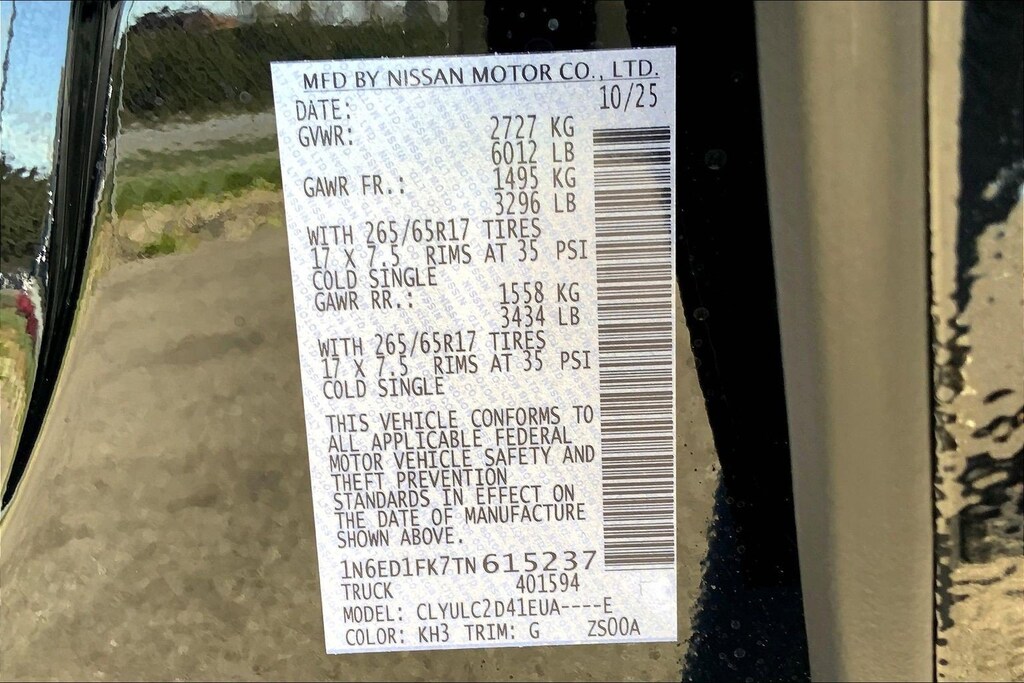 MFD BY NISSAN MOTOR CO., LTD.
DATE: 10/25
GVWR: 2727 KG
6012 LB
GAWR FR.: 1495 KG
3296 LB
WITH 265/65R17 TIRES
17 X 7.5 RIMS AT 35 PSI
COLD SINGLE
GAWR RR.: 1558 KG
3434 LB
WITH 265/65R17 TIRES
17 X 7.5 RIMS AT 35 PSI
COLD SINGLE
THIS VEHICLE CONFORMS TO
ALL APPLICABLE FEDERAL
MOTOR VEHICLE SAFETY AND
THEFT PREVENTION
STANDARDS IN EFFECT ON
THE DATE OF MANUFACTURE
SHOWN ABOVE.
1N6ED1FK7TN615237
TRUCK 401594
MODEL: CLYULC2D41EUA----E
COLOR: KH3 TRIM: G ZS00A